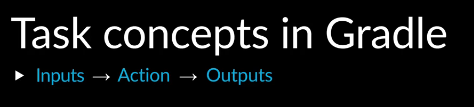 Task concepts in Gradle
▶ Inputs → Action → Outputs